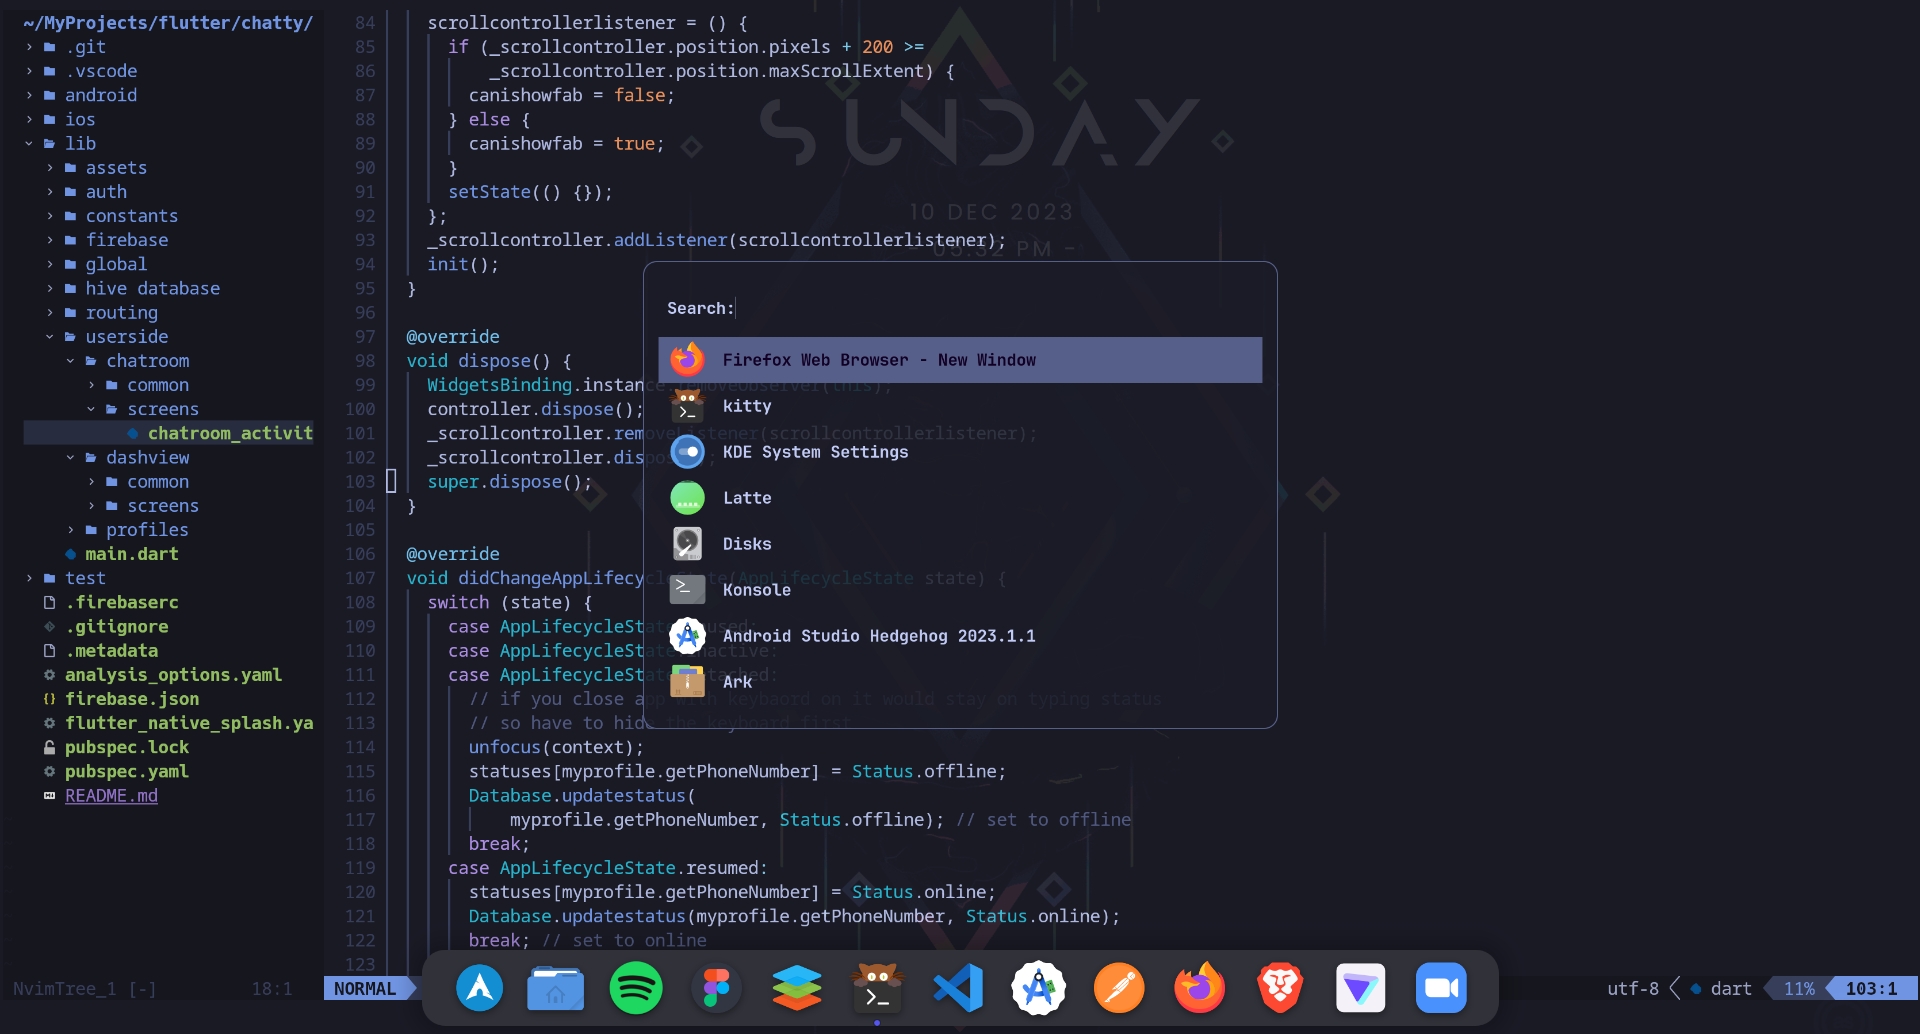 ~/MyProjects/flutter/chatty/
.git
.vscode
android
ios
lib
assets
auth
constants
firebase
global
hive database
routing
userside
chatroom
common
screens
chatroom_activit
dashview
common
screens
profiles
main.dart
test
.firebaserc
.gitignore
.metadata
analysis_options.yaml
{} firebase.json
flutter_native_splash.ya
pubspec.lock
pubspec.yaml
README.md
NvimTree_1 [-] 18:1
84 scrollcontrollerlistener = () {
85 if (_scrollcontroller.position.pixels + 200 >=
86 _scrollcontroller.position.maxScrollExtent) {
87 canishowfab = false;
88 } else {
89 canishowfab = true;
90 }
91 setState(() {});
92 };
93 _scrollcontroller.addListener(scrollcontrollerlistener);
94 init();
95 }
96
97 @override
98 void dispose() {
99 WidgetsBinding.instance.removeObserver(this);
100 controller.dispose();
101 _scrollcontroller.removeListener(scrollcontrollerlistener);
102 _scrollcontroller.dispose();
103 super.dispose();
104 }
105
106 @override
107 void didChangeAppLifecycleState(AppLifecycleState state) {
108 switch (state) {
109 case AppLifecycleState.paused:
110 case AppLifecycleState.inactive:
111 case AppLifecycleState.detached:
112 // if you close app with keybaord on it would stay on typing status
113 // so have to hide the keyboard first
114 unfocus(context);
115 statuses[myprofile.getPhoneNumber] = Status.offline;
116 Database.updatestatus(
117 myprofile.getPhoneNumber, Status.offline); // set to offline
118 break;
119 case AppLifecycleState.resumed:
120 statuses[myprofile.getPhoneNumber] = Status.online;
121 Database.updatestatus(myprofile.getPhoneNumber, Status.online);
122 break; // set to online
123
SUNDAY
10 DEC 2023
- 05:32 PM -
Search:
Firefox Web Browser - New Window
kitty
KDE System Settings
Latte
Disks
Konsole
Android Studio Hedgehog 2023.1.1
Ark
NORMAL
utf-8 dart 11% 103:1